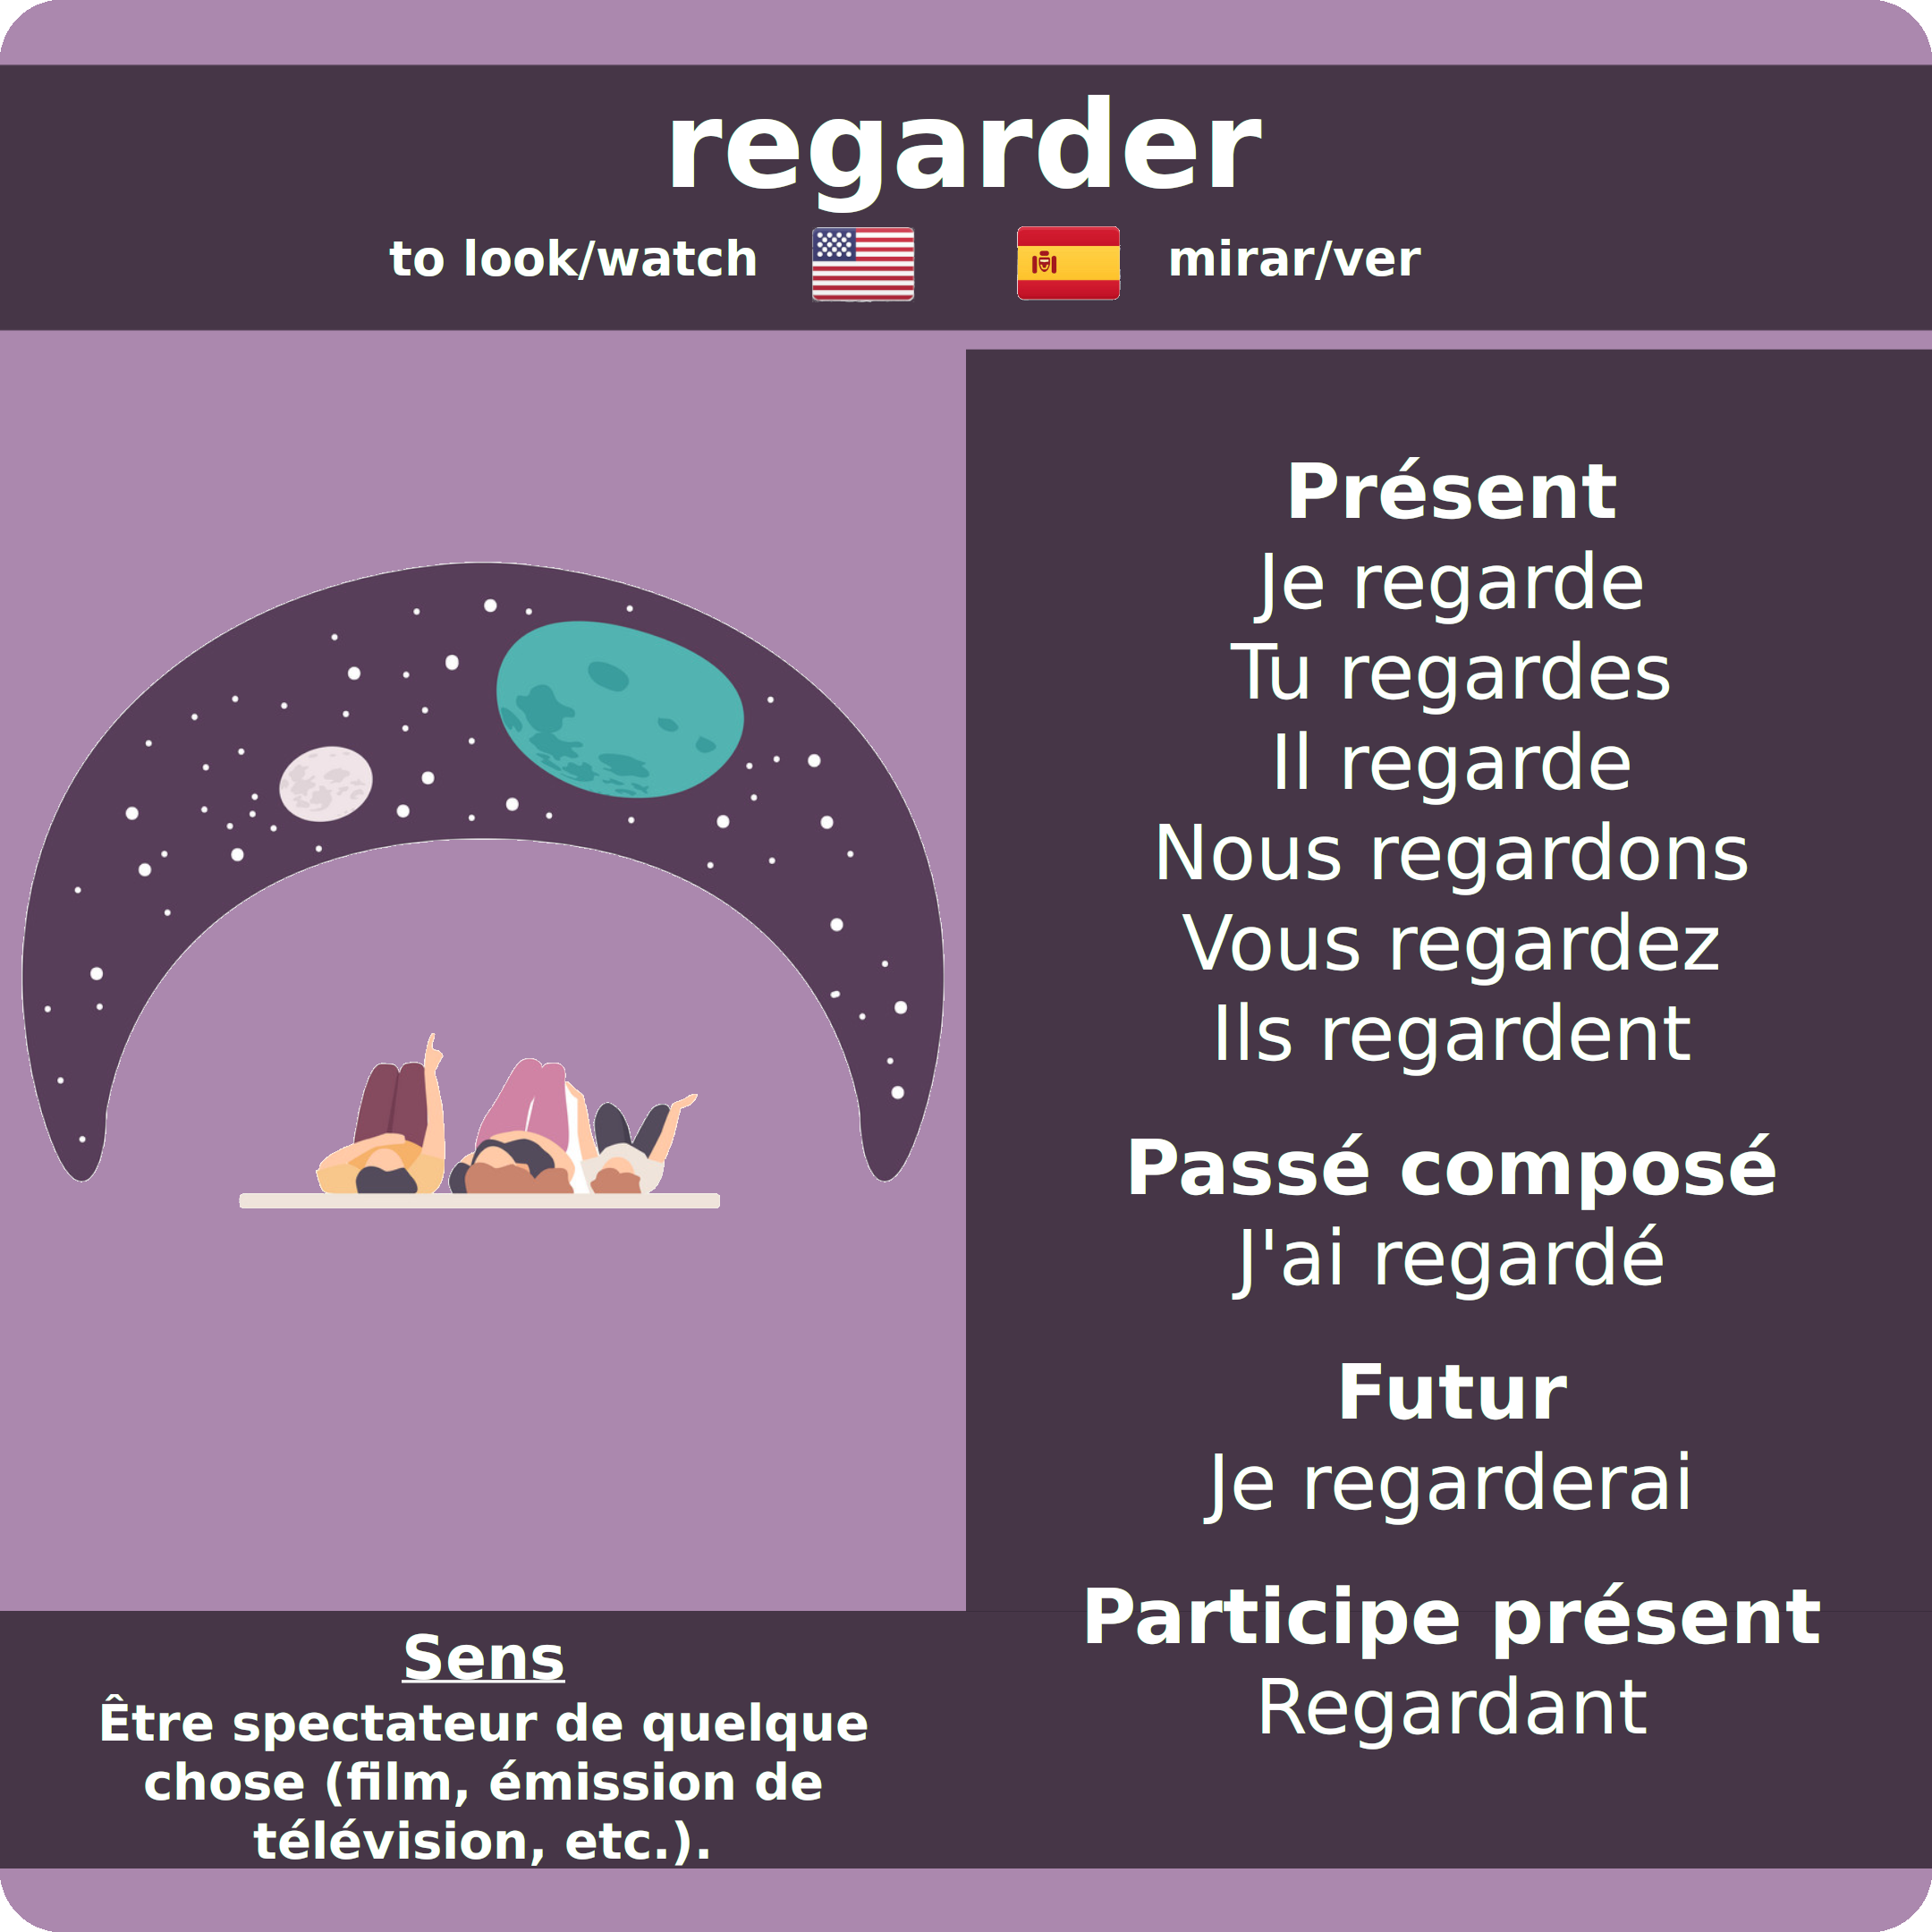 regarder
to look/watch
mirar/ver
Présent
Je regarde
Tu regardes
Il regarde
Nous regardons
Vous regardez
Ils regardent
Passé composé
J'ai regardé
Futur
Je regarderai
Participe présent
Regardant
Sens
Être spectateur de quelque
chose (film, émission de
télévision, etc.).